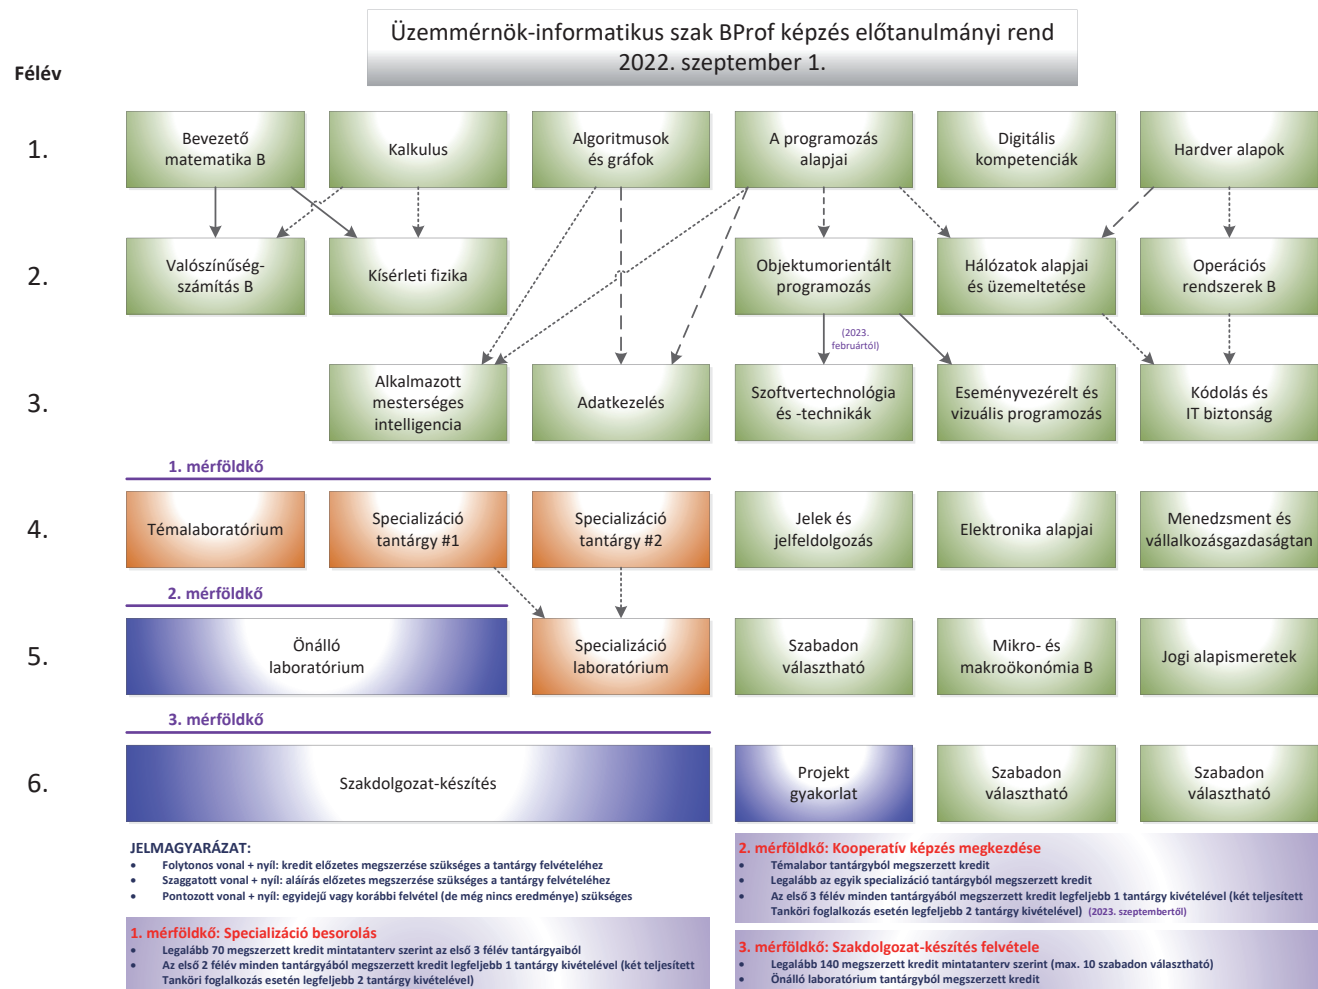 Üzemmérnök-informatikus szak BProf képzés előtanulmányi rend
2022. szeptember 1.
Félév
1.
Bevezető
matematika B
Kalkulus
Algoritmusok
és gráfok
A programozás
alapjai
Digitális
kompetenciák
Hardver alapok
2.
Valószínűség-
számítás B
Kísérleti fizika
Objektumorientált
programozás
Hálózatok alapjai
és üzemeltetése
Operációs
rendszerek B
(2023.
februártól)
3.
Alkalmazott
mesterséges
intelligencia
Adatkezelés
Szoftvertechnológia
és -technikák
Eseményvezérelt és
vizuális programozás
Kódolás és
IT biztonság
1. mérföldkő
4.
Témalaboratórium
Specializáció
tantárgy #1
Specializáció
tantárgy #2
Jelek és
jelfeldolgozás
Elektronika alapjai
Menedzsment és
vállalkozásgazdaságtan
2. mérföldkő
5.
Önálló
laboratórium
Specializáció
laboratórium
Szabadon
választható
Mikro- és
makroökonómia B
Jogi alapismeretek
3. mérföldkő
6.
Szakdolgozat-készítés
Projekt
gyakorlat
Szabadon
választható
Szabadon
választható
JELMAGYARÁZAT:
• Folytonos vonal + nyíl: kredit előzetes megszerzése szükséges a tantárgy felvételéhez
• Szaggatott vonal + nyíl: aláírás előzetes megszerzése szükséges a tantárgy felvételéhez
• Pontozott vonal + nyíl: egyidejű vagy korábbi felvétel (de még nincs eredménye) szükséges
1. mérföldkő: Specializáció besorolás
• Legalább 70 megszerzett kredit mintatanterv szerint az első 3 félév tantárgyaiból
• Az első 2 félév minden tantárgyából megszerzett kredit legfeljebb 1 tantárgy kivételével (két teljesített
Tanköri foglalkozás esetén legfeljebb 2 tantárgy kivételével)
2. mérföldkő: Kooperatív képzés megkezdése
• Témalabor tantárgyból megszerzett kredit
• Legalább az egyik specializáció tantárgyból megszerzett kredit
• Az első 3 félév minden tantárgyából megszerzett kredit legfeljebb 1 tantárgy kivételével (két teljesített
Tanköri foglalkozás esetén legfeljebb 2 tantárgy kivételével) (2023. szeptembertől)
3. mérföldkő: Szakdolgozat-készítés felvétele
• Legalább 140 megszerzett kredit mintatanterv szerint (max. 10 szabadon választható)
• Önálló laboratórium tantárgyból megszerzett kredit